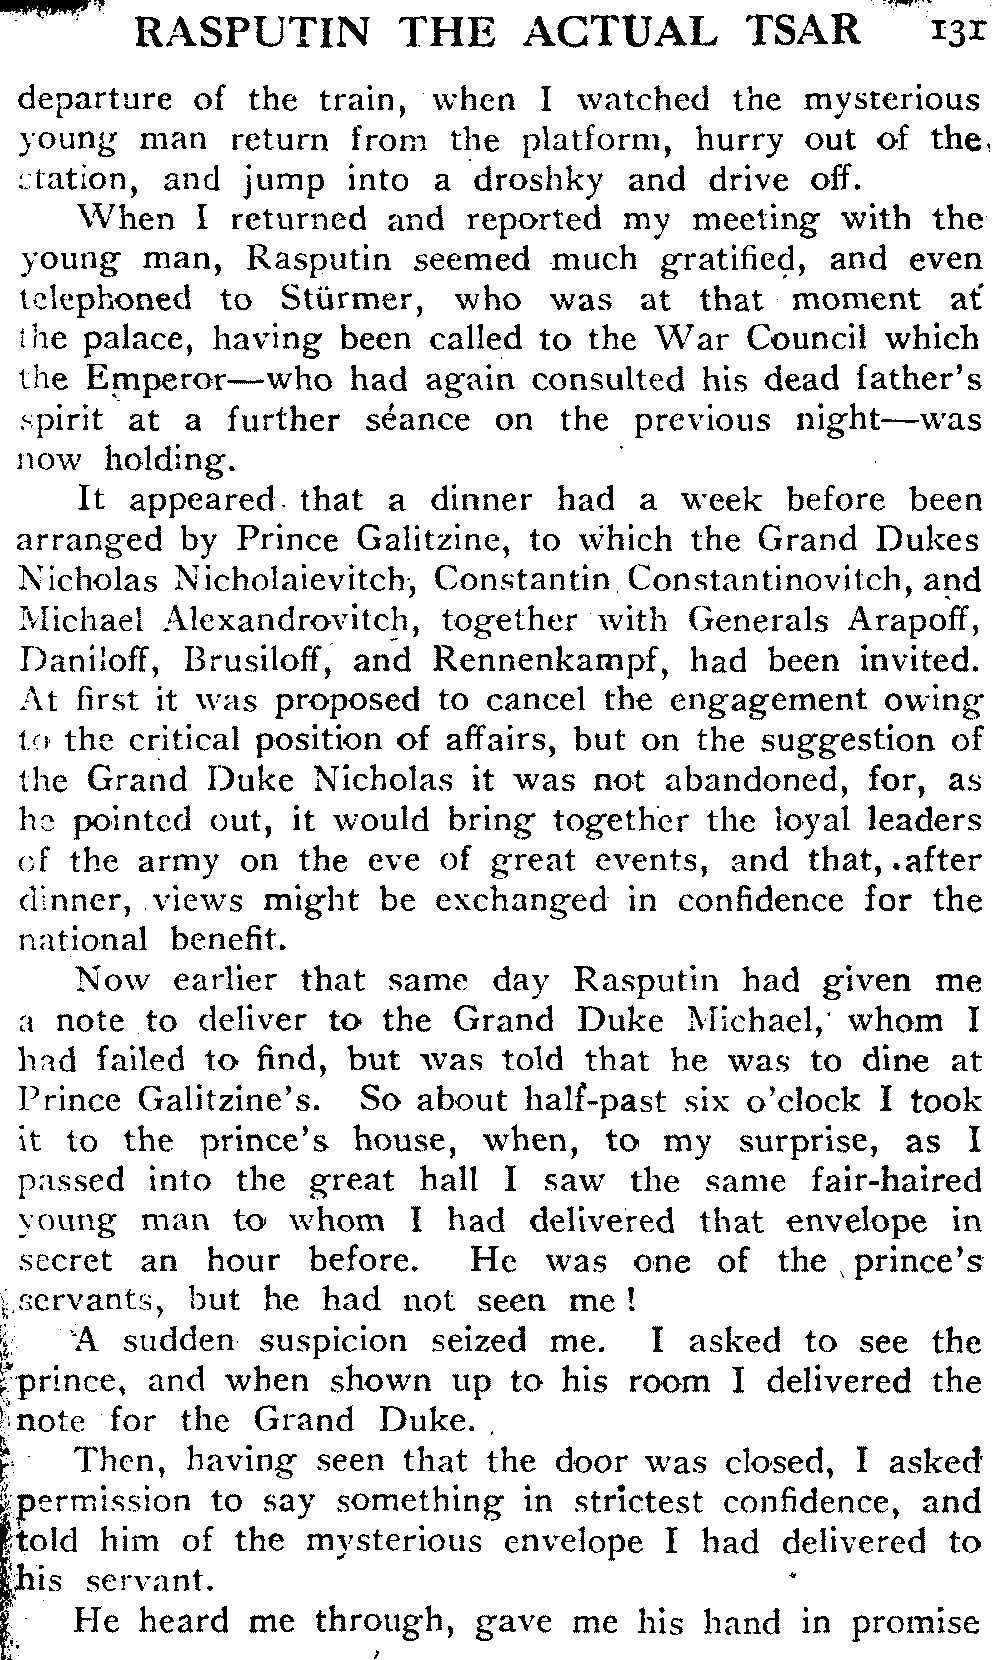 RASPUTIN THE ACTUAL TSAR 131
departure of the train, when I watched the mysterious
young man return from the platform, hurry out of the
station, and jump into a droshky and drive off.
When I returned and reported my meeting with the
young man, Rasputin seemed much gratified, and even
telephoned to Stürmer, who was at that moment at
the palace, having been called to the War Council which
the Emperor—who had again consulted his dead father's
spirit at a further séance on the previous night—was
now holding.
It appeared that a dinner had a week before been
arranged by Prince Galitzine, to which the Grand Dukes
Nicholas Nicholaievitch, Constantin Constantinovitch, and
Michael Alexandrovitch, together with Generals Arapoff,
Daniloff, Brusiloff, and Rennenkampf, had been invited.
At first it was proposed to cancel the engagement owing
to the critical position of affairs, but on the suggestion of
the Grand Duke Nicholas it was not abandoned, for, as
he pointed out, it would bring together the loyal leaders
of the army on the eve of great events, and that, after
dinner, views might be exchanged in confidence for the
national benefit.
Now earlier that same day Rasputin had given me
a note to deliver to the Grand Duke Michael, whom I
had failed to find, but was told that he was to dine at
Prince Galitzine's. So about half-past six o'clock I took
it to the prince's house, when, to my surprise, as I
passed into the great hall I saw the same fair-haired
young man to whom I had delivered that envelope in
secret an hour before. He was one of the prince's
servants, but he had not seen me!
A sudden suspicion seized me. I asked to see the
prince, and when shown up to his room I delivered the
note for the Grand Duke.
Then, having seen that the door was closed, I asked
permission to say something in strictest confidence, and
told him of the mysterious envelope I had delivered to
his servant.
He heard me through, gave me his hand in promise